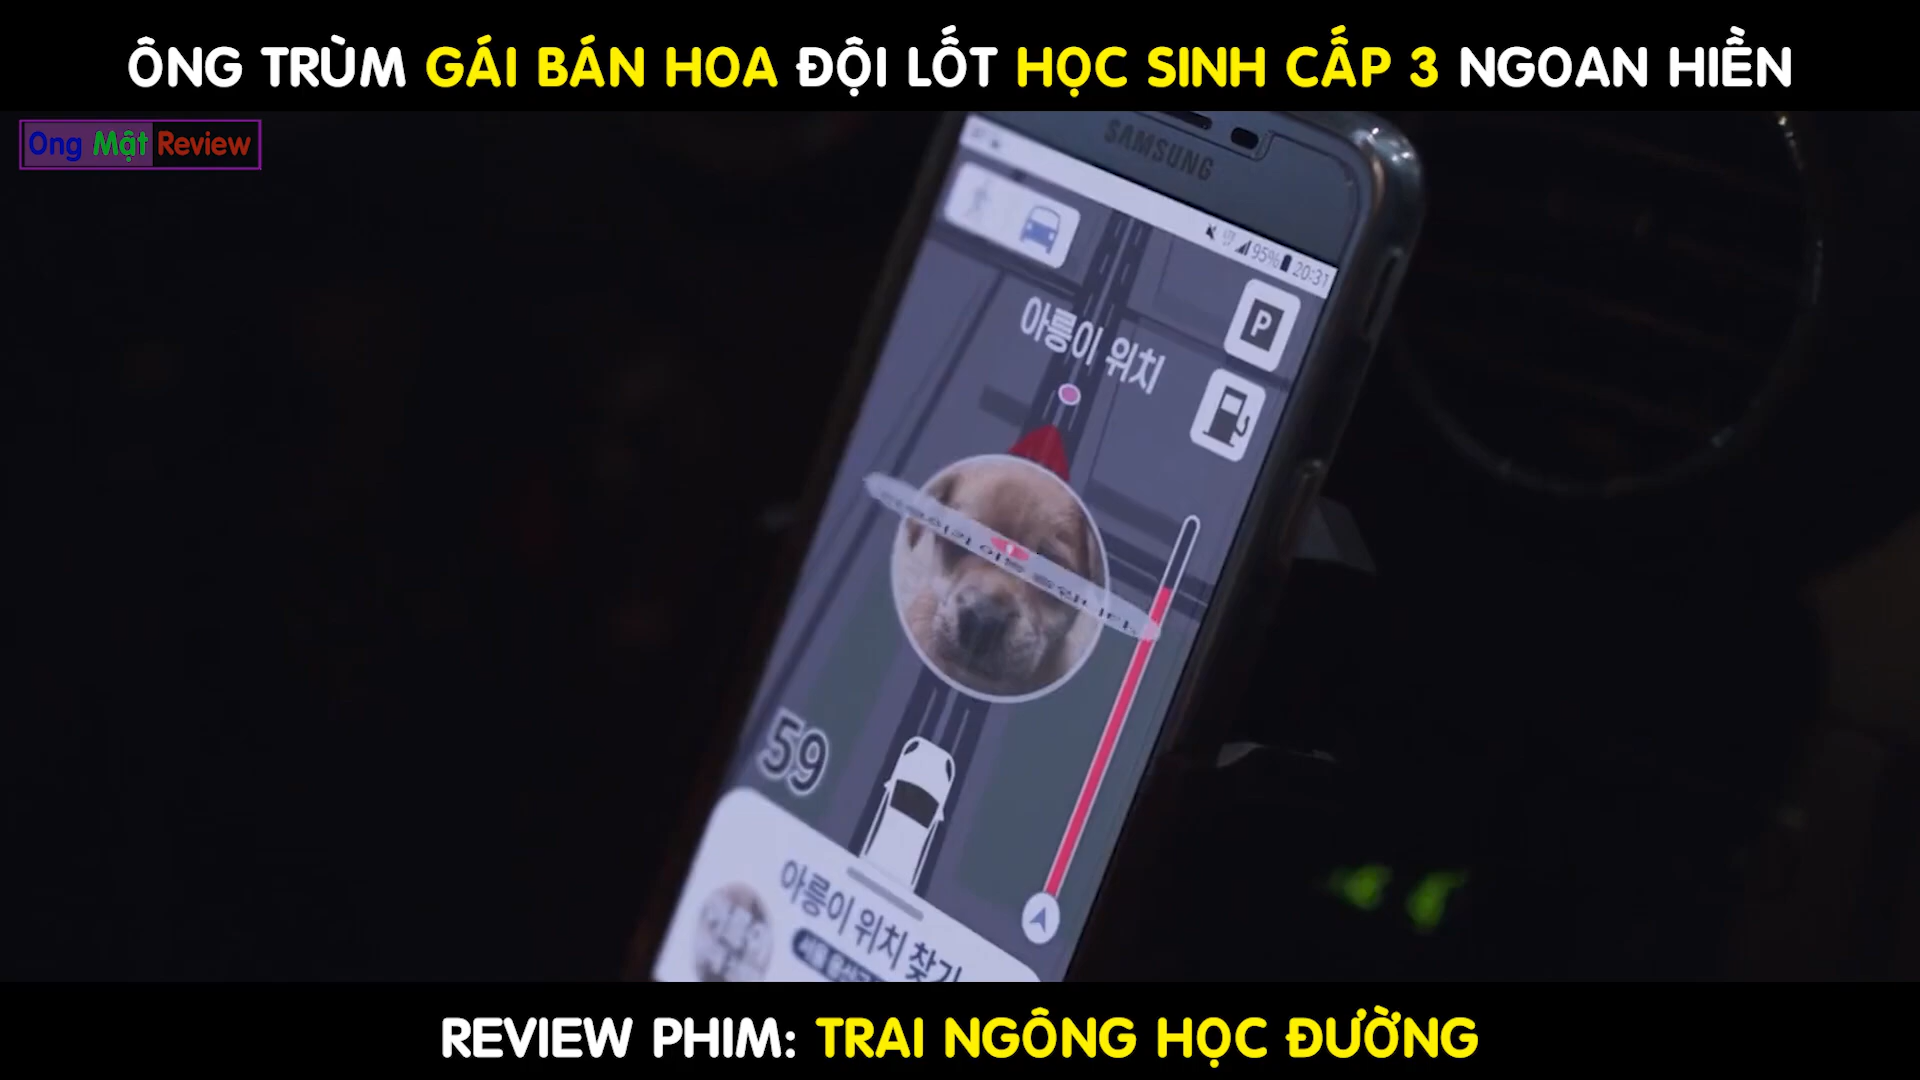 ÔNG TRÙM GÁI BÁN HOA ĐỘI LỐT HỌC SINH CẤP 3 NGOAN HIỀN
Ong Mật Review
SAMSUNG
95% 20:31
P
아롱이 위치
59
아롱이 위치 찾기
REVIEW PHIM: TRAI NGÔNG HỌC ĐƯỜNG